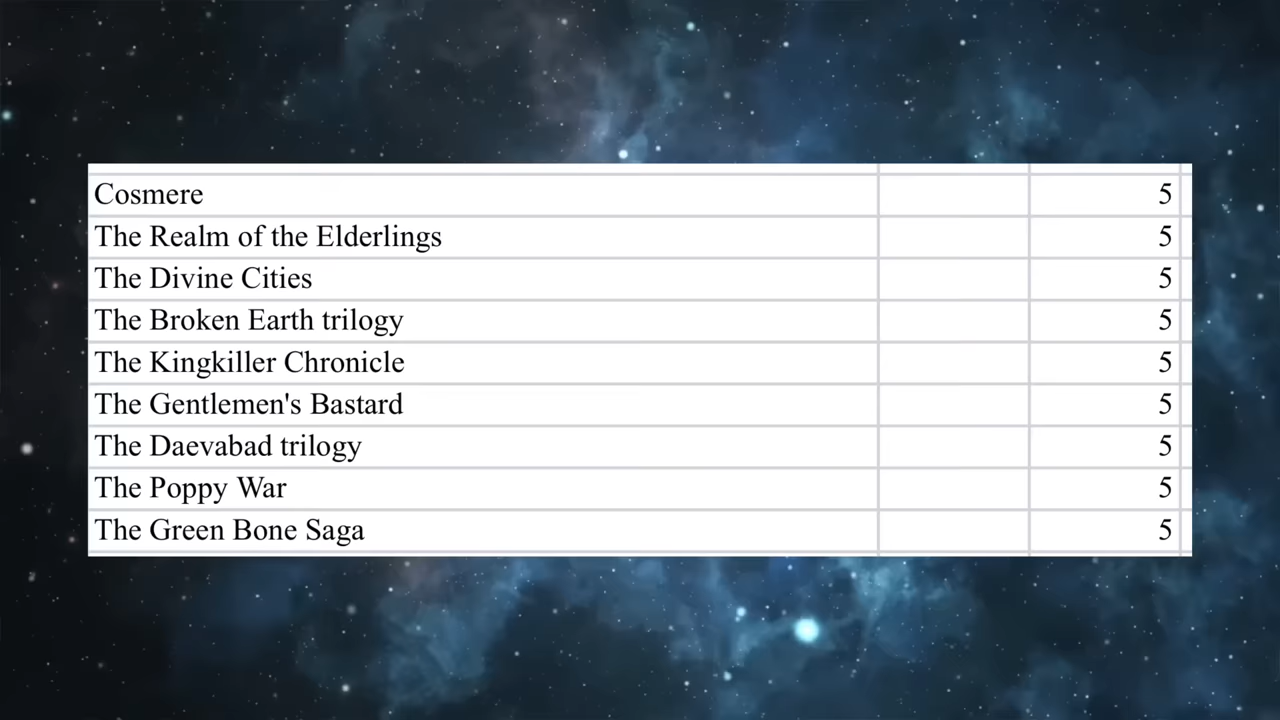 Cosmere 5
The Realm of the Elderlings 5
The Divine Cities 5
The Broken Earth trilogy 5
The Kingkiller Chronicle 5
The Gentlemen's Bastard 5
The Daevabad trilogy 5
The Poppy War 5
The Green Bone Saga 5